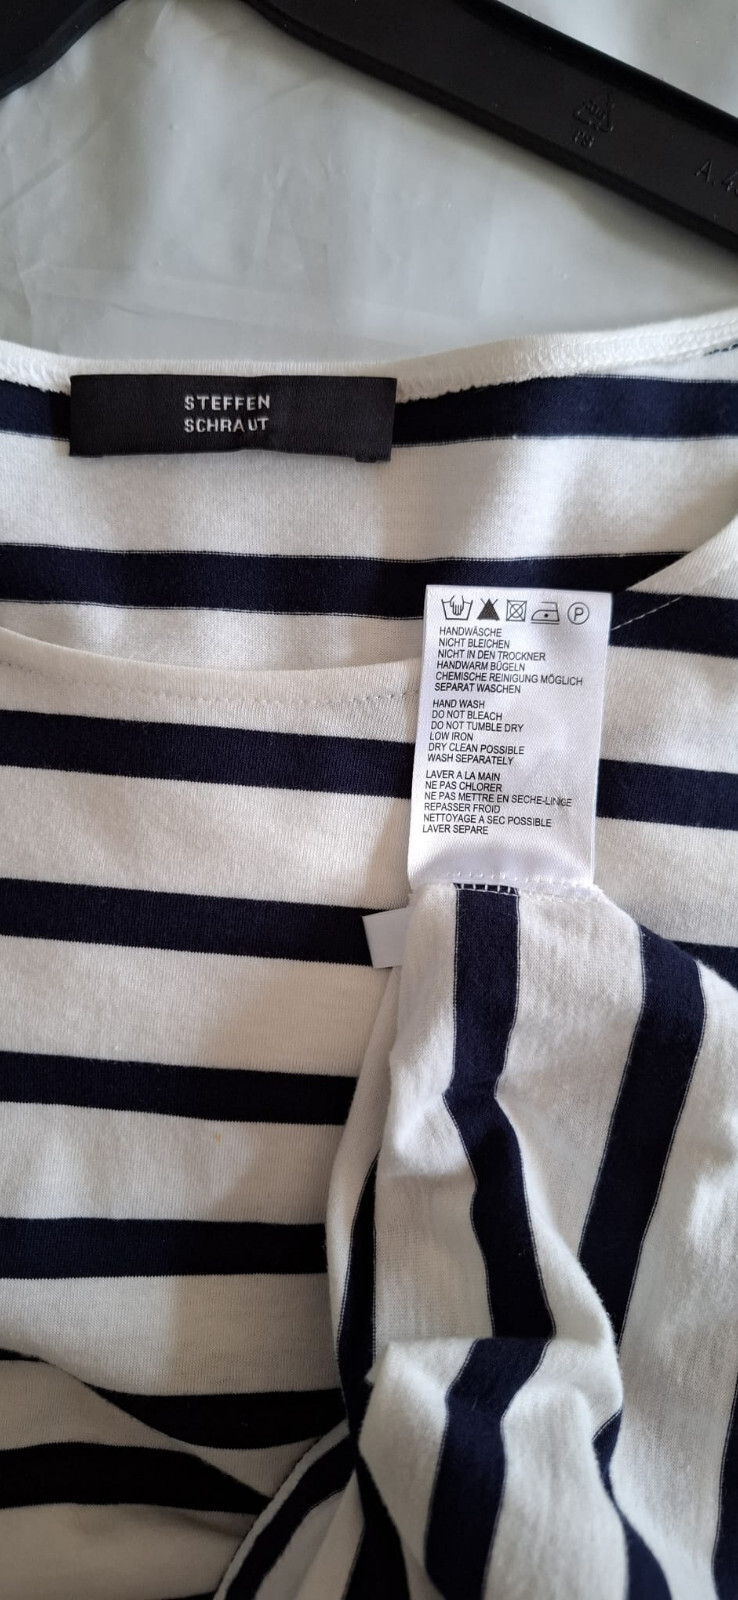 PS
STEFFEN
SCHRAUT
P
HANDWÄSCHE
NICHT BLEICHEN
NICHT IN DEN TROCKNER
HANDWARM BÜGELN
CHEMISCHE REINIGUNG MÖGLICH
SEPARAT WASCHEN
HAND WASH
DO NOT BLEACH
DO NOT TUMBLE DRY
LOW IRON
DRY CLEAN POSSIBLE
WASH SEPARATELY
LAVER A LA MAIN
NE PAS CHLORER
NE PAS METTRE EN SECHE-LINGE
REPASSER FROID
NETTOYAGE A SEC POSSIBLE
LAVER SEPARE